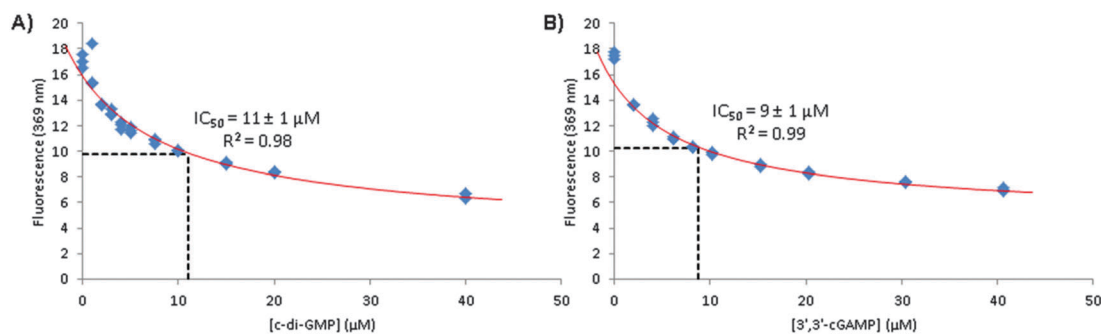 A)
20
18
16
14
12
10
8
6
4
2
0
Fluorescence (369 nm)
IC50 = 11 ± 1 µM
R² = 0.98
0 10 20 30 40 50
[c-di-GMP] (µM)
B)
20
18
16
14
12
10
8
6
4
2
0
Fluorescence (369 nm)
IC50 = 9 ± 1 µM
R² = 0.99
0 10 20 30 40 50
[3',3'-cGAMP] (µM)